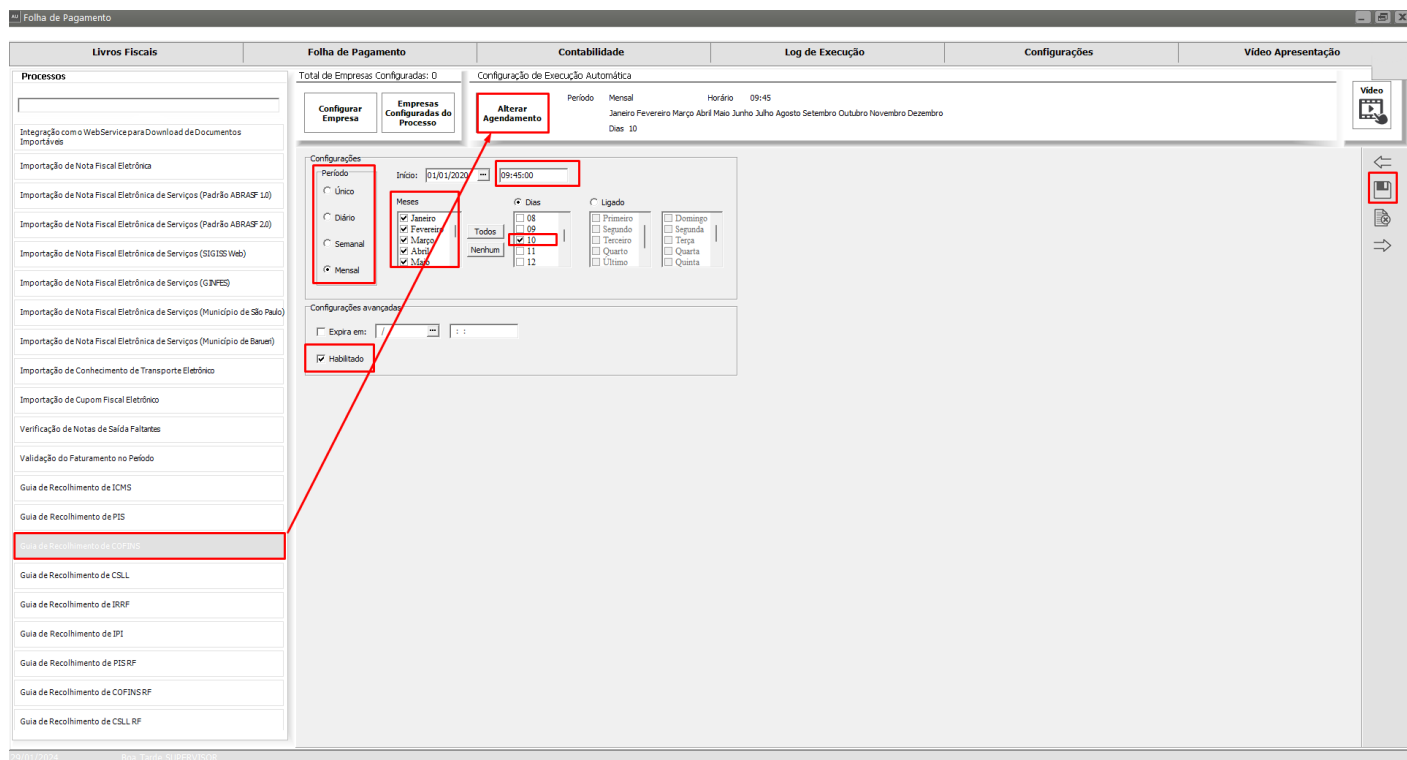 AU Folha de Pagamento
Livros Fiscais
Folha de Pagamento
Contabilidade
Log de Execução
Configurações
Vídeo Apresentação
Processos
Integração com o WebService para Download de Documentos
Importáveis
Importação de Nota Fiscal Eletrônica
Importação de Nota Fiscal Eletrônica de Serviços (Padrão ABRASF 1.0)
Importação de Nota Fiscal Eletrônica de Serviços (Padrão ABRASF 2.0)
Importação de Nota Fiscal Eletrônica de Serviços (SIGISS Web)
Importação de Nota Fiscal Eletrônica de Serviços (GINFES)
Importação de Nota Fiscal Eletrônica de Serviços (Município de São Paulo)
Importação de Nota Fiscal Eletrônica de Serviços (Município de Barueri)
Importação de Conhecimento de Transporte Eletrônico
Importação de Cupom Fiscal Eletrônico
Verificação de Notas de Saída Faltantes
Validação do Faturamento no Período
Guia de Recolhimento de ICMS
Guia de Recolhimento de PIS
Guia de Recolhimento de COFINS
Guia de Recolhimento de CSLL
Guia de Recolhimento de IRRF
Guia de Recolhimento de IPI
Guia de Recolhimento de PIS RF
Guia de Recolhimento de COFINS RF
Guia de Recolhimento de CSLL RF
Total de Empresas Configuradas: 0
Configurar
Empresa
Empresas
Configuradas do
Processo
Configuração de Execução Automática
Alterar
Agendamento
Período Mensal Horário 09:45
Janeiro Fevereiro Março Abril Maio Junho Julho Agosto Setembro Outubro Novembro Dezembro
Dias 10
Vídeo
Configurações
Período
Único
Diário
Semanal
Mensal
Início: 01/01/2020 ... 09:45:00
Meses
Janeiro
Fevereiro
Março
Abril
Maio
Todos
Nenhum
Dias
08
09
10
11
12
Ligado
Primeiro
Segundo
Terceiro
Quarto
Último
Domingo
Segunda
Terça
Quarta
Quinta
Configurações avançadas
Expira em: / ... : :
Habilitado
29/01/2024 Boa Tarde SUPERVISOR